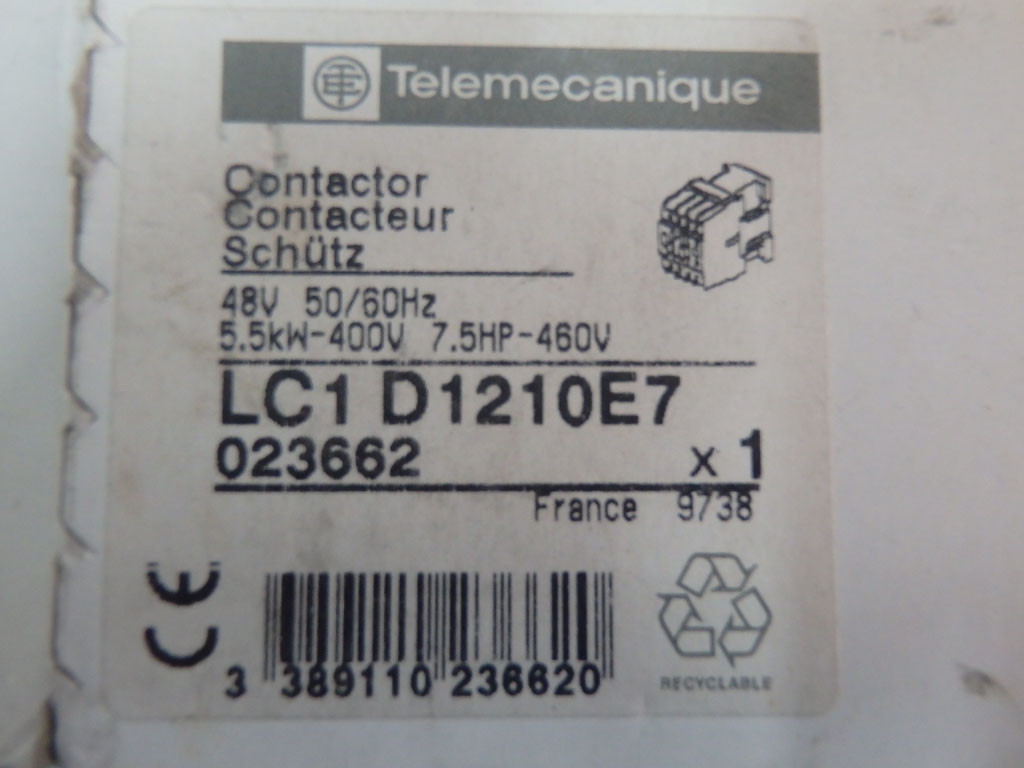 Telemecanique
Contactor
Contacteur
Schütz
48V 50/60Hz
5.5kW-400V 7.5HP-460V
LC1 D1210E7
023662 x 1
France 9738
CE
3 389110 236620
RECYCLABLE